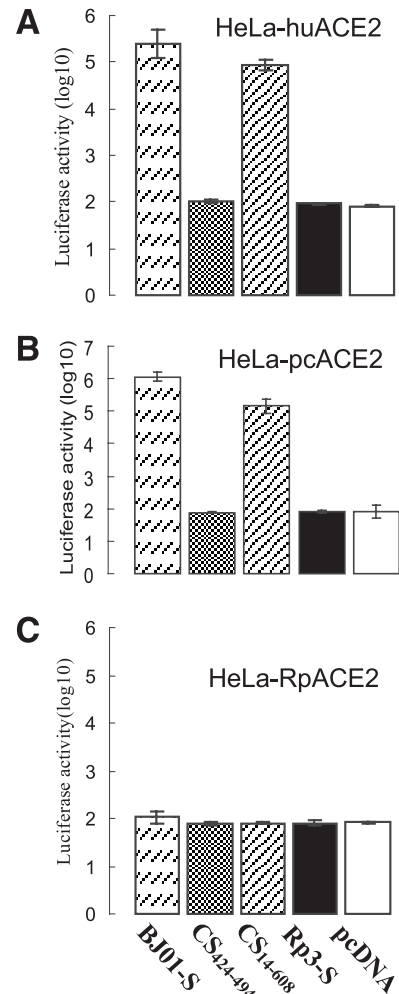 A
HeLa-huACE2
Luciferase activity (log10)
6
5
4
3
2
1
0
B
HeLa-pcACE2
Luciferase activity (log10)
7
6
5
4
3
2
1
0
C
HeLa-RpACE2
Luciferase activity(log10)
6
5
4
3
2
1
0
BJ01-S
CS424-494
CS14-608
Rp3-S
pcDNA